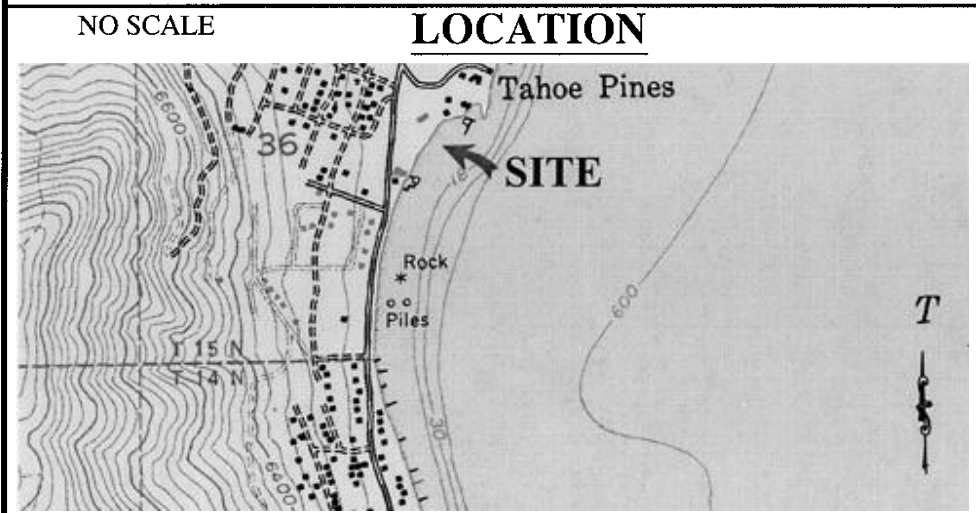 NO SCALE
LOCATION
Tahoe Pines
6600
36
SITE
Rock
Piles
600
T
T 15 N
T 14 N
30
6400